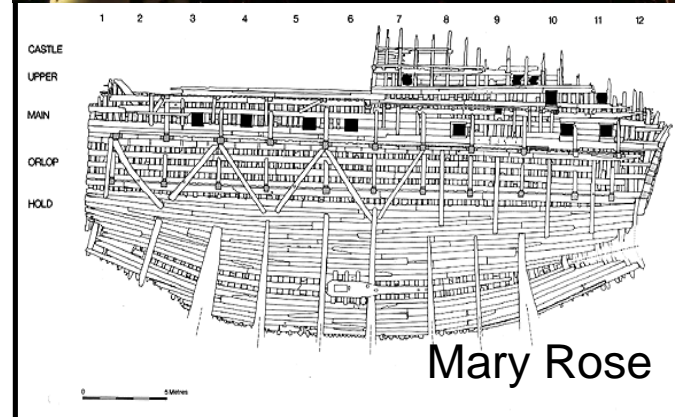 1 2 3 4 5 6 7 8 9 10 11 12
CASTLE
UPPER
MAIN
ORLOP
HOLD
Mary Rose
0 5 Metres